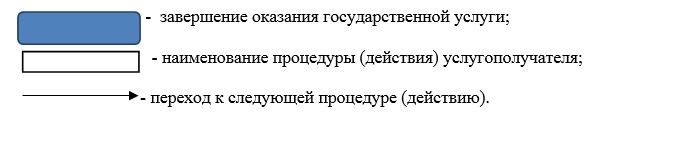 - завершение оказания государственной услуги;
- наименование процедуры (действия) услугополучателя;
- переход к следующей процедуре (действию).